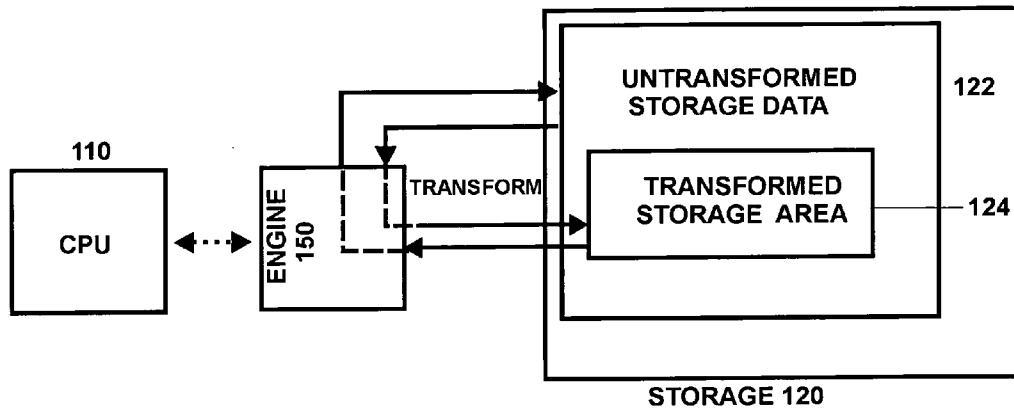 110
CPU
ENGINE
150
TRANSFORM
UNTRANSFORMED
STORAGE DATA
122
TRANSFORMED
STORAGE AREA
124
STORAGE 120